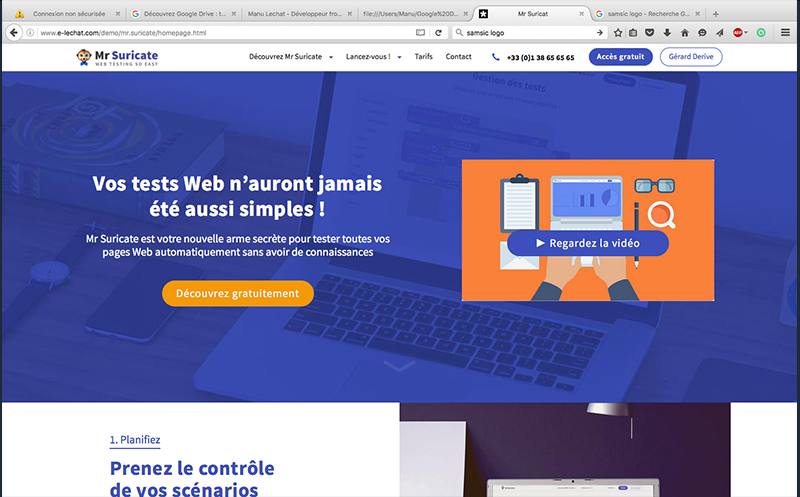 Connexion non sécurisée
Découvrez Google Drive : t...
Manu Lechat - Développeur fro...
file:///Users/Manu/Google%20D...
Mr Suricat
samsic logo - Recherche G...
www.e-lechat.com/demo/mr.suricate/homepage.html
samsic logo
ABP
Mr Suricate
WEB TESTING SO EASY
Découvrez Mr Suricate
Lancez-vous !
Tarifs
Contact
+33 (0)1 38 65 65 65
Accès gratuit
Gérard Derive
Gestion des tests
Vos tests Web n’auront jamais
été aussi simples !
Mr Suricate est votre nouvelle arme secrète pour tester toutes vos
pages Web automatiquement sans avoir de connaissances
Découvrez gratuitement
Regardez la vidéo
1. Planifiez
Prenez le contrôle
de vos scénarios